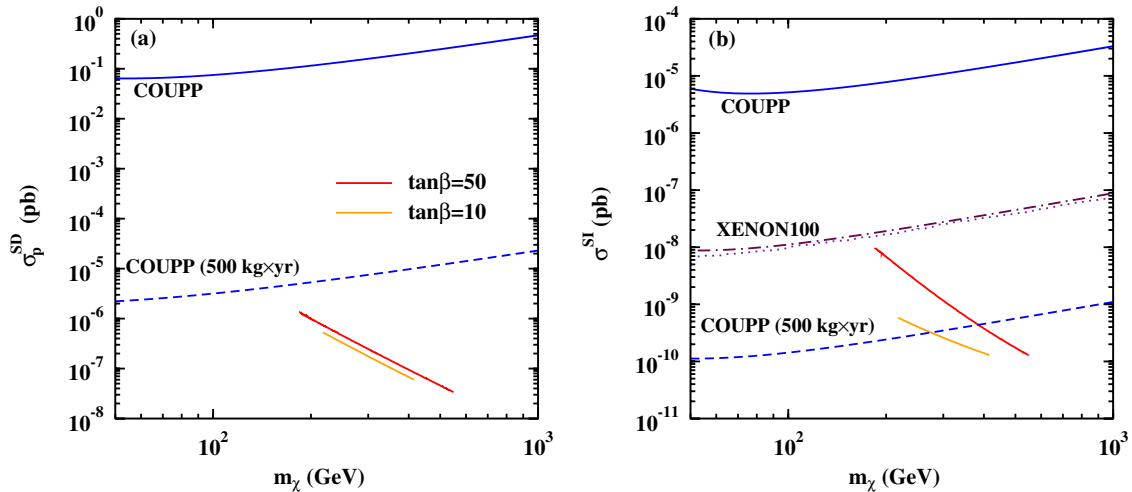 (a)
10^0
10^-1
10^-2
10^-3
10^-4
10^-5
10^-6
10^-7
10^-8
σ_p^SD (pb)
COUPP
tanβ=50
tanβ=10
COUPP (500 kg×yr)
10^2
10^3
m_χ (GeV)
(b)
10^-4
10^-5
10^-6
10^-7
10^-8
10^-9
10^-10
10^-11
σ^SI (pb)
COUPP
XENON100
COUPP (500 kg×yr)
10^2
10^3
m_χ (GeV)